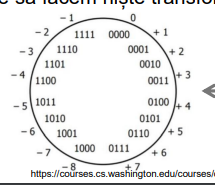 să facem niște transfor
-1 0
-2 1111 0000 +1
-3 1110 0001 +2
1101 0010
-4 1100 0011 +3
-5 1011 0100 +4
-6 1010 0101 +5
1001 0110
-7 1000 0111 +6
-8 +7
https://courses.cs.washington.edu/courses/